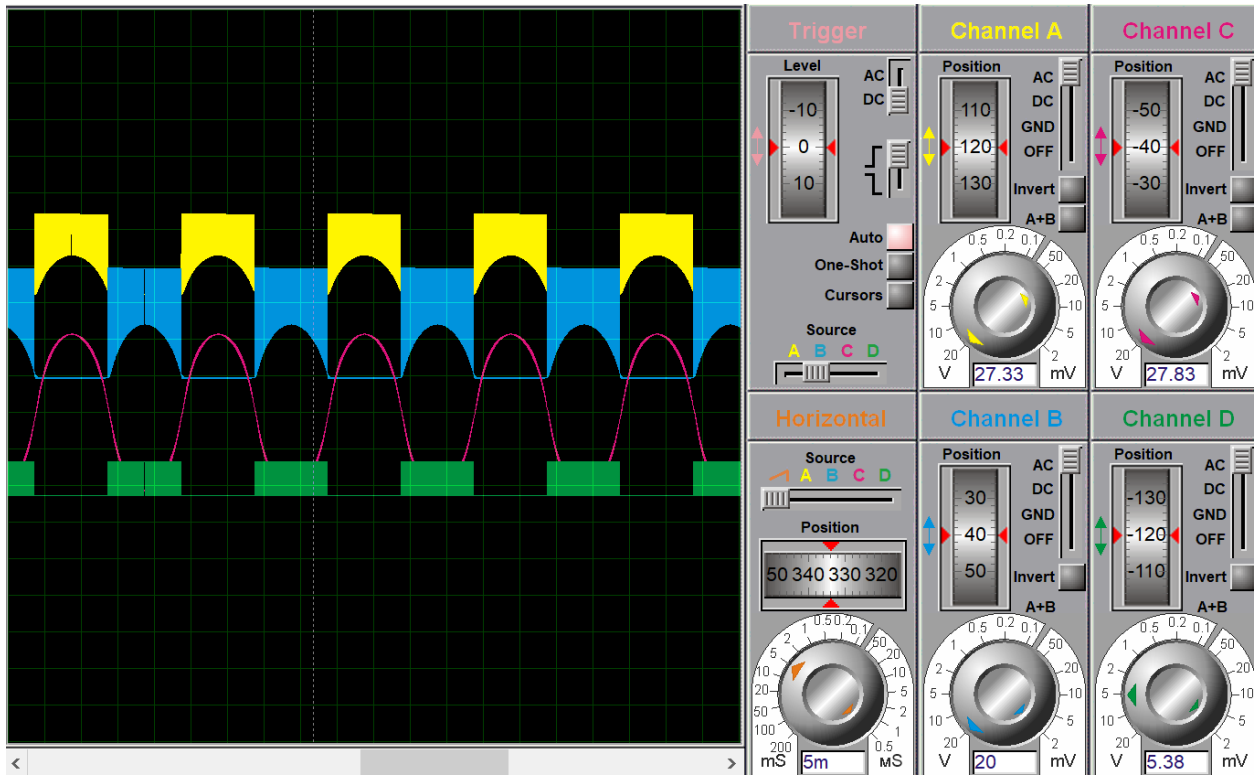 Trigger
Level
-10
0
10
AC
DC
Auto
One-Shot
Cursors
Source
A B C D
Channel A
Position
110
120
130
AC
DC
GND
OFF
Invert
A+B
0.5 0.2 0.1
1 50
2 20
5 10
10 5
20 2
V 27.33 mV
Channel C
Position
-50
-40
-30
AC
DC
GND
OFF
Invert
A+B
0.5 0.2 0.1
1 50
2 20
5 10
10 5
20 2
V 27.83 mV
Horizontal
Source
A B C D
Position
50 340 330 320
1 0.5 0.2 0.1
2 50
5 20
10 10
20 5
50 2
100 1
200 0.5
mS 5m мS
Channel B
Position
30
40
50
AC
DC
GND
OFF
Invert
A+B
0.5 0.2 0.1
1 50
2 20
5 10
10 5
20 2
V 20 mV
Channel D
Position
-130
-120
-110
AC
DC
GND
OFF
Invert
A+B
0.5 0.2 0.1
1 50
2 20
5 10
10 5
20 2
V 5.38 mV